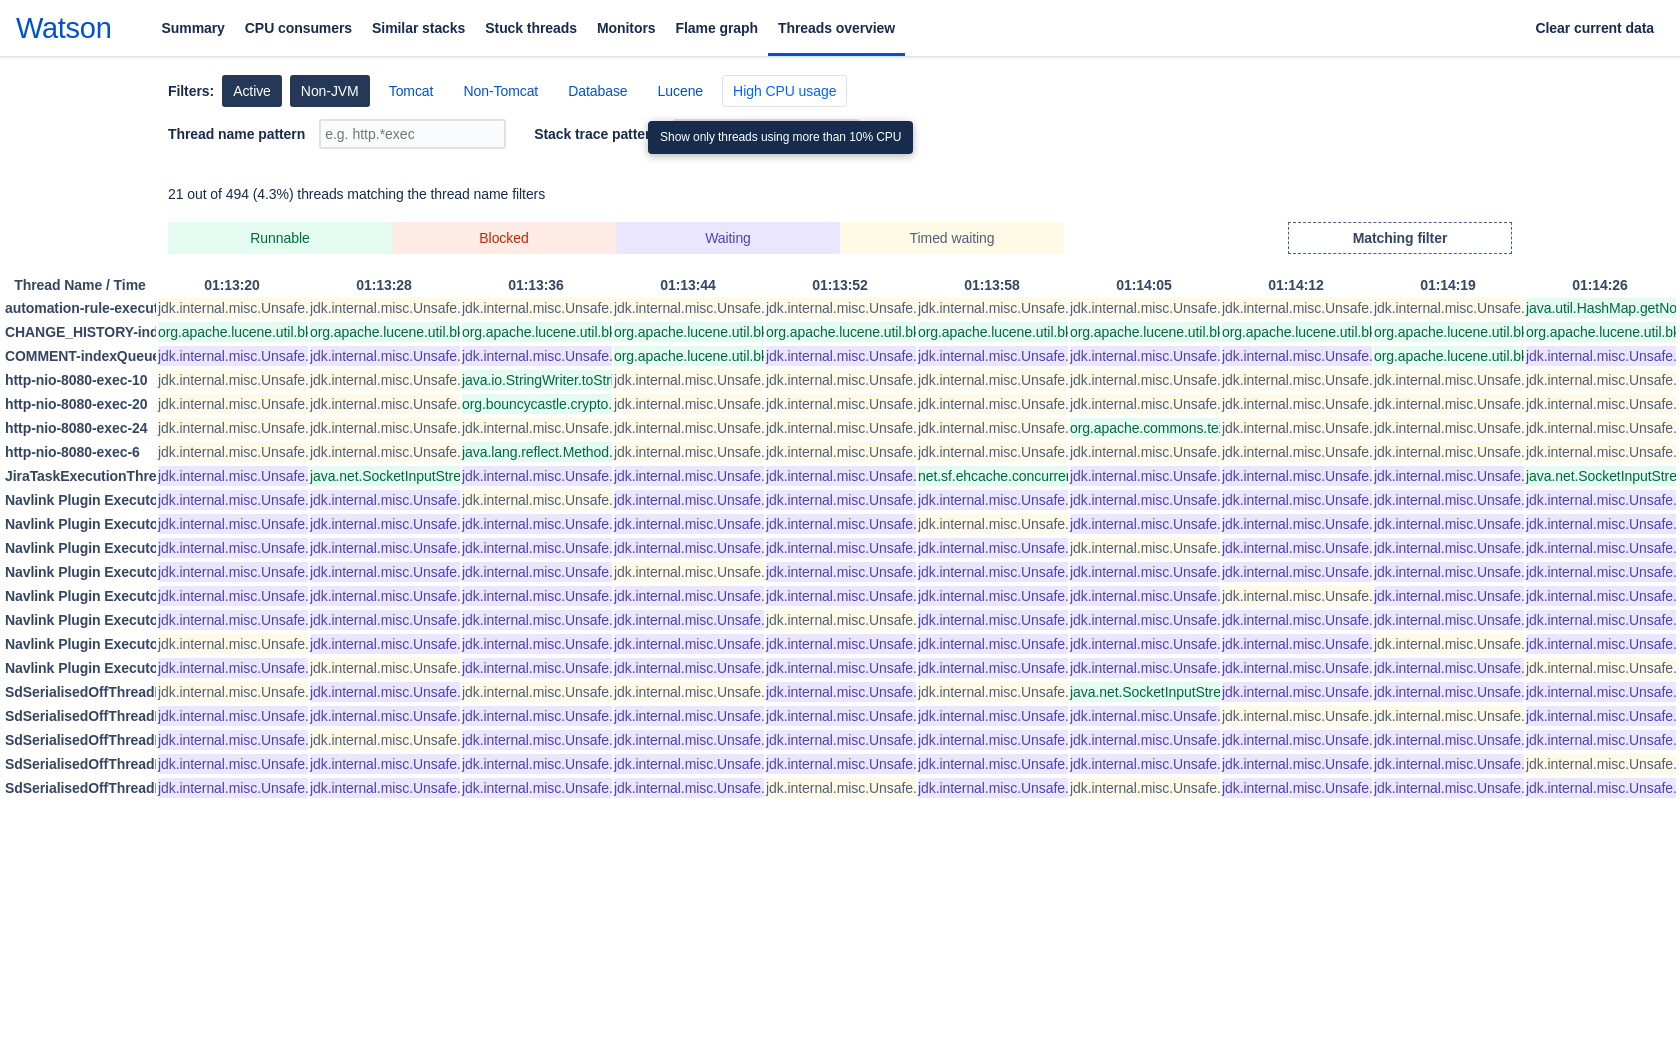 Watson Summary CPU consumers Similar stacks Stuck threads Monitors Flame graph Threads overview Clear current data
Filters: Active Non-JVM Tomcat Non-Tomcat Database Lucene High CPU usage
Thread name pattern e.g. http.*exec Stack trace patter
Show only threads using more than 10% CPU
21 out of 494 (4.3%) threads matching the thread name filters
Runnable Blocked Waiting Timed waiting Matching filter
Thread Name / Time 01:13:20 01:13:28 01:13:36 01:13:44 01:13:52 01:13:58 01:14:05 01:14:12 01:14:19 01:14:26
automation-rule-execut jdk.internal.misc.Unsafe. jdk.internal.misc.Unsafe. jdk.internal.misc.Unsafe. jdk.internal.misc.Unsafe. jdk.internal.misc.Unsafe. jdk.internal.misc.Unsafe. jdk.internal.misc.Unsafe. jdk.internal.misc.Unsafe. jdk.internal.misc.Unsafe. java.util.HashMap.getNo
CHANGE_HISTORY-ind org.apache.lucene.util.bk org.apache.lucene.util.bk org.apache.lucene.util.bk org.apache.lucene.util.bk org.apache.lucene.util.bk org.apache.lucene.util.bk org.apache.lucene.util.bk org.apache.lucene.util.bk org.apache.lucene.util.bk org.apache.lucene.util.bk
COMMENT-indexQueue jdk.internal.misc.Unsafe. jdk.internal.misc.Unsafe. jdk.internal.misc.Unsafe. org.apache.lucene.util.bk jdk.internal.misc.Unsafe. jdk.internal.misc.Unsafe. jdk.internal.misc.Unsafe. jdk.internal.misc.Unsafe. org.apache.lucene.util.bk jdk.internal.misc.Unsafe.
http-nio-8080-exec-10 jdk.internal.misc.Unsafe. jdk.internal.misc.Unsafe. java.io.StringWriter.toStr jdk.internal.misc.Unsafe. jdk.internal.misc.Unsafe. jdk.internal.misc.Unsafe. jdk.internal.misc.Unsafe. jdk.internal.misc.Unsafe. jdk.internal.misc.Unsafe. jdk.internal.misc.Unsafe.
http-nio-8080-exec-20 jdk.internal.misc.Unsafe. jdk.internal.misc.Unsafe. org.bouncycastle.crypto. jdk.internal.misc.Unsafe. jdk.internal.misc.Unsafe. jdk.internal.misc.Unsafe. jdk.internal.misc.Unsafe. jdk.internal.misc.Unsafe. jdk.internal.misc.Unsafe. jdk.internal.misc.Unsafe.
http-nio-8080-exec-24 jdk.internal.misc.Unsafe. jdk.internal.misc.Unsafe. jdk.internal.misc.Unsafe. jdk.internal.misc.Unsafe. jdk.internal.misc.Unsafe. jdk.internal.misc.Unsafe. org.apache.commons.te jdk.internal.misc.Unsafe. jdk.internal.misc.Unsafe. jdk.internal.misc.Unsafe.
http-nio-8080-exec-6 jdk.internal.misc.Unsafe. jdk.internal.misc.Unsafe. java.lang.reflect.Method. jdk.internal.misc.Unsafe. jdk.internal.misc.Unsafe. jdk.internal.misc.Unsafe. jdk.internal.misc.Unsafe. jdk.internal.misc.Unsafe. jdk.internal.misc.Unsafe. jdk.internal.misc.Unsafe.
JiraTaskExecutionThre jdk.internal.misc.Unsafe. java.net.SocketInputStre jdk.internal.misc.Unsafe. jdk.internal.misc.Unsafe. jdk.internal.misc.Unsafe. net.sf.ehcache.concurre jdk.internal.misc.Unsafe. jdk.internal.misc.Unsafe. jdk.internal.misc.Unsafe. java.net.SocketInputStre
Navlink Plugin Executo jdk.internal.misc.Unsafe. jdk.internal.misc.Unsafe. jdk.internal.misc.Unsafe. jdk.internal.misc.Unsafe. jdk.internal.misc.Unsafe. jdk.internal.misc.Unsafe. jdk.internal.misc.Unsafe. jdk.internal.misc.Unsafe. jdk.internal.misc.Unsafe. jdk.internal.misc.Unsafe.
Navlink Plugin Executo jdk.internal.misc.Unsafe. jdk.internal.misc.Unsafe. jdk.internal.misc.Unsafe. jdk.internal.misc.Unsafe. jdk.internal.misc.Unsafe. jdk.internal.misc.Unsafe. jdk.internal.misc.Unsafe. jdk.internal.misc.Unsafe. jdk.internal.misc.Unsafe. jdk.internal.misc.Unsafe.
Navlink Plugin Executo jdk.internal.misc.Unsafe. jdk.internal.misc.Unsafe. jdk.internal.misc.Unsafe. jdk.internal.misc.Unsafe. jdk.internal.misc.Unsafe. jdk.internal.misc.Unsafe. jdk.internal.misc.Unsafe. jdk.internal.misc.Unsafe. jdk.internal.misc.Unsafe. jdk.internal.misc.Unsafe.
Navlink Plugin Executo jdk.internal.misc.Unsafe. jdk.internal.misc.Unsafe. jdk.internal.misc.Unsafe. jdk.internal.misc.Unsafe. jdk.internal.misc.Unsafe. jdk.internal.misc.Unsafe. jdk.internal.misc.Unsafe. jdk.internal.misc.Unsafe. jdk.internal.misc.Unsafe. jdk.internal.misc.Unsafe.
Navlink Plugin Executo jdk.internal.misc.Unsafe. jdk.internal.misc.Unsafe. jdk.internal.misc.Unsafe. jdk.internal.misc.Unsafe. jdk.internal.misc.Unsafe. jdk.internal.misc.Unsafe. jdk.internal.misc.Unsafe. jdk.internal.misc.Unsafe. jdk.internal.misc.Unsafe. jdk.internal.misc.Unsafe.
Navlink Plugin Executo jdk.internal.misc.Unsafe. jdk.internal.misc.Unsafe. jdk.internal.misc.Unsafe. jdk.internal.misc.Unsafe. jdk.internal.misc.Unsafe. jdk.internal.misc.Unsafe. jdk.internal.misc.Unsafe. jdk.internal.misc.Unsafe. jdk.internal.misc.Unsafe. jdk.internal.misc.Unsafe.
Navlink Plugin Executo jdk.internal.misc.Unsafe. jdk.internal.misc.Unsafe. jdk.internal.misc.Unsafe. jdk.internal.misc.Unsafe. jdk.internal.misc.Unsafe. jdk.internal.misc.Unsafe. jdk.internal.misc.Unsafe. jdk.internal.misc.Unsafe. jdk.internal.misc.Unsafe. jdk.internal.misc.Unsafe.
Navlink Plugin Executo jdk.internal.misc.Unsafe. jdk.internal.misc.Unsafe. jdk.internal.misc.Unsafe. jdk.internal.misc.Unsafe. jdk.internal.misc.Unsafe. jdk.internal.misc.Unsafe. jdk.internal.misc.Unsafe. jdk.internal.misc.Unsafe. jdk.internal.misc.Unsafe. jdk.internal.misc.Unsafe.
SdSerialisedOffThread jdk.internal.misc.Unsafe. jdk.internal.misc.Unsafe. jdk.internal.misc.Unsafe. jdk.internal.misc.Unsafe. jdk.internal.misc.Unsafe. jdk.internal.misc.Unsafe. java.net.SocketInputStre jdk.internal.misc.Unsafe. jdk.internal.misc.Unsafe. jdk.internal.misc.Unsafe.
SdSerialisedOffThread jdk.internal.misc.Unsafe. jdk.internal.misc.Unsafe. jdk.internal.misc.Unsafe. jdk.internal.misc.Unsafe. jdk.internal.misc.Unsafe. jdk.internal.misc.Unsafe. jdk.internal.misc.Unsafe. jdk.internal.misc.Unsafe. jdk.internal.misc.Unsafe. jdk.internal.misc.Unsafe.
SdSerialisedOffThread jdk.internal.misc.Unsafe. jdk.internal.misc.Unsafe. jdk.internal.misc.Unsafe. jdk.internal.misc.Unsafe. jdk.internal.misc.Unsafe. jdk.internal.misc.Unsafe. jdk.internal.misc.Unsafe. jdk.internal.misc.Unsafe. jdk.internal.misc.Unsafe. jdk.internal.misc.Unsafe.
SdSerialisedOffThread jdk.internal.misc.Unsafe. jdk.internal.misc.Unsafe. jdk.internal.misc.Unsafe. jdk.internal.misc.Unsafe. jdk.internal.misc.Unsafe. jdk.internal.misc.Unsafe. jdk.internal.misc.Unsafe. jdk.internal.misc.Unsafe. jdk.internal.misc.Unsafe. jdk.internal.misc.Unsafe.
SdSerialisedOffThread jdk.internal.misc.Unsafe. jdk.internal.misc.Unsafe. jdk.internal.misc.Unsafe. jdk.internal.misc.Unsafe. jdk.internal.misc.Unsafe. jdk.internal.misc.Unsafe. jdk.internal.misc.Unsafe. jdk.internal.misc.Unsafe. jdk.internal.misc.Unsafe. jdk.internal.misc.Unsafe.